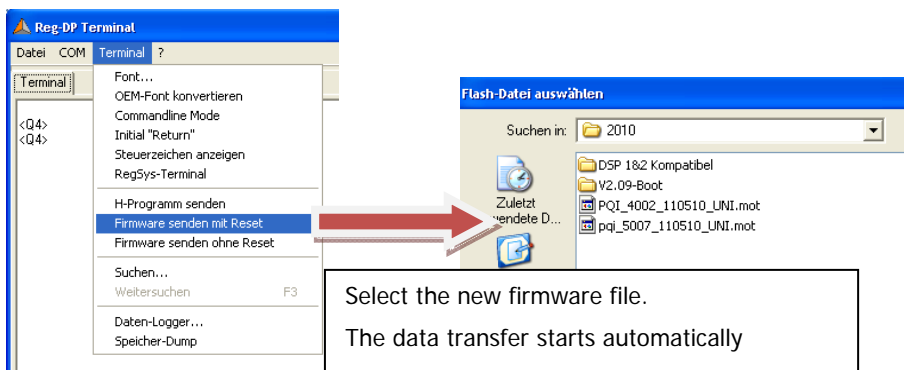 Reg-DP Terminal
Datei COM Terminal ?
Terminal
<Q4>
<Q4>
Font...
OEM-Font konvertieren
Commandline Mode
Initial "Return"
Steuerzeichen anzeigen
RegSys-Terminal
H-Programm senden
Firmware senden mit Reset
Firmware senden ohne Reset
Suchen...
Weitersuchen F3
Daten-Logger...
Speicher-Dump
Flash-Datei auswählen
Suchen in: 2010
Zuletzt
wendete D...
DSP 1&2 Kompatibel
V2.09-Boot
PQI_4002_110510_UNI.mot
pqi_5007_110510_UNI.mot
Select the new firmware file.
The data transfer starts automatically